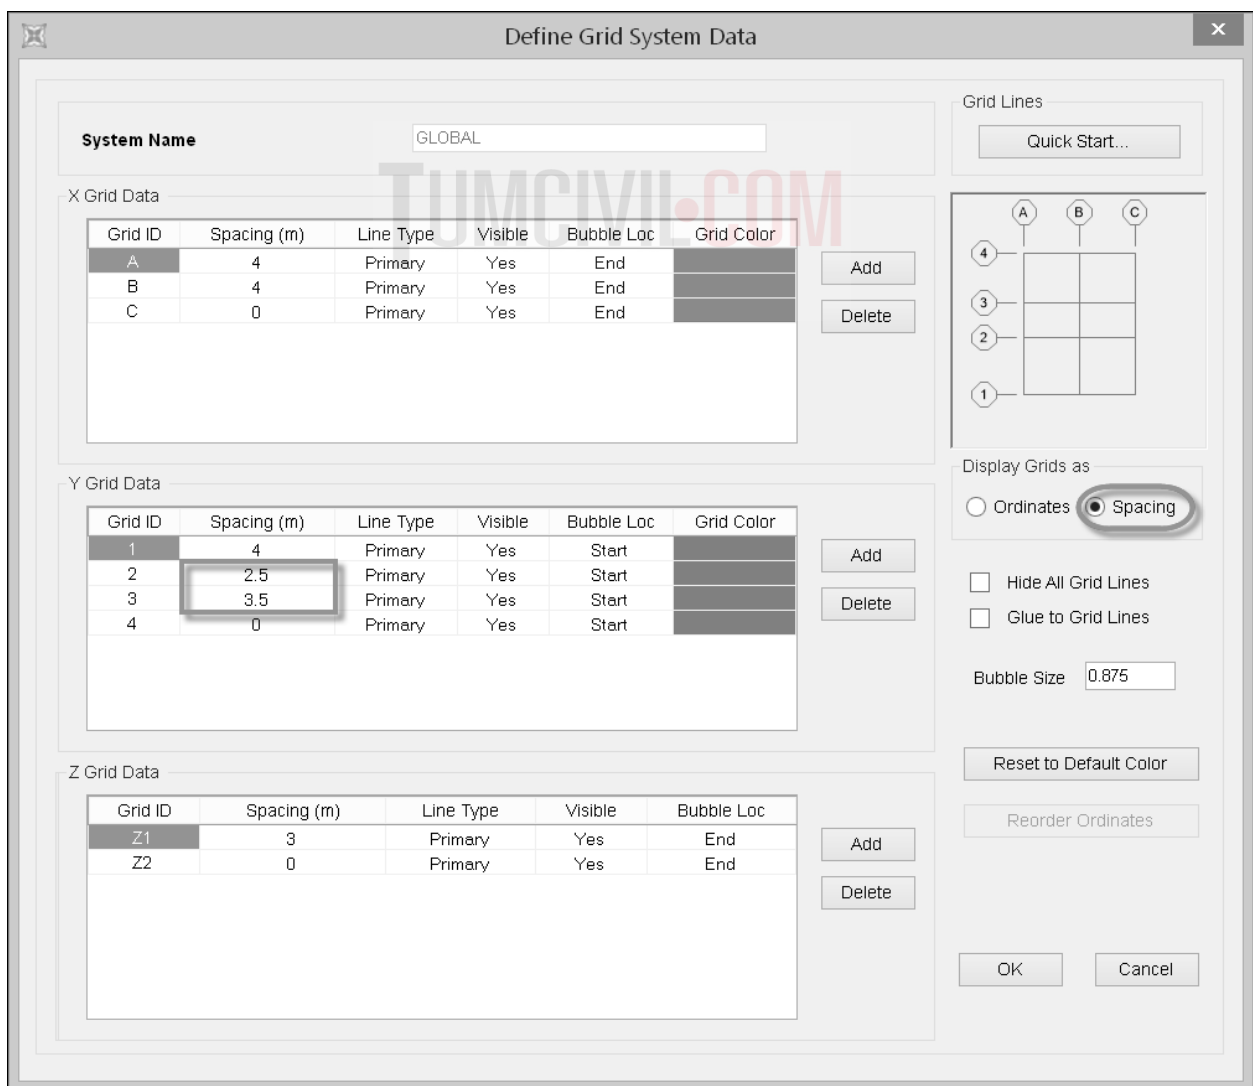 Define Grid System Data
x
System Name
GLOBAL
TUMCIVIL.COM
Grid Lines
Quick Start...
X Grid Data
Grid ID Spacing (m) Line Type Visible Bubble Loc Grid Color
A 4 Primary Yes End
B 4 Primary Yes End
C 0 Primary Yes End
Add
Delete
A B C
4
3
2
1
Y Grid Data
Grid ID Spacing (m) Line Type Visible Bubble Loc Grid Color
1 4 Primary Yes Start
2 2.5 Primary Yes Start
3 3.5 Primary Yes Start
4 0 Primary Yes Start
Add
Delete
Display Grids as
Ordinates Spacing
Hide All Grid Lines
Glue to Grid Lines
Bubble Size 0.875
Z Grid Data
Grid ID Spacing (m) Line Type Visible Bubble Loc
Z1 3 Primary Yes End
Z2 0 Primary Yes End
Add
Delete
Reset to Default Color
Reorder Ordinates
OK Cancel